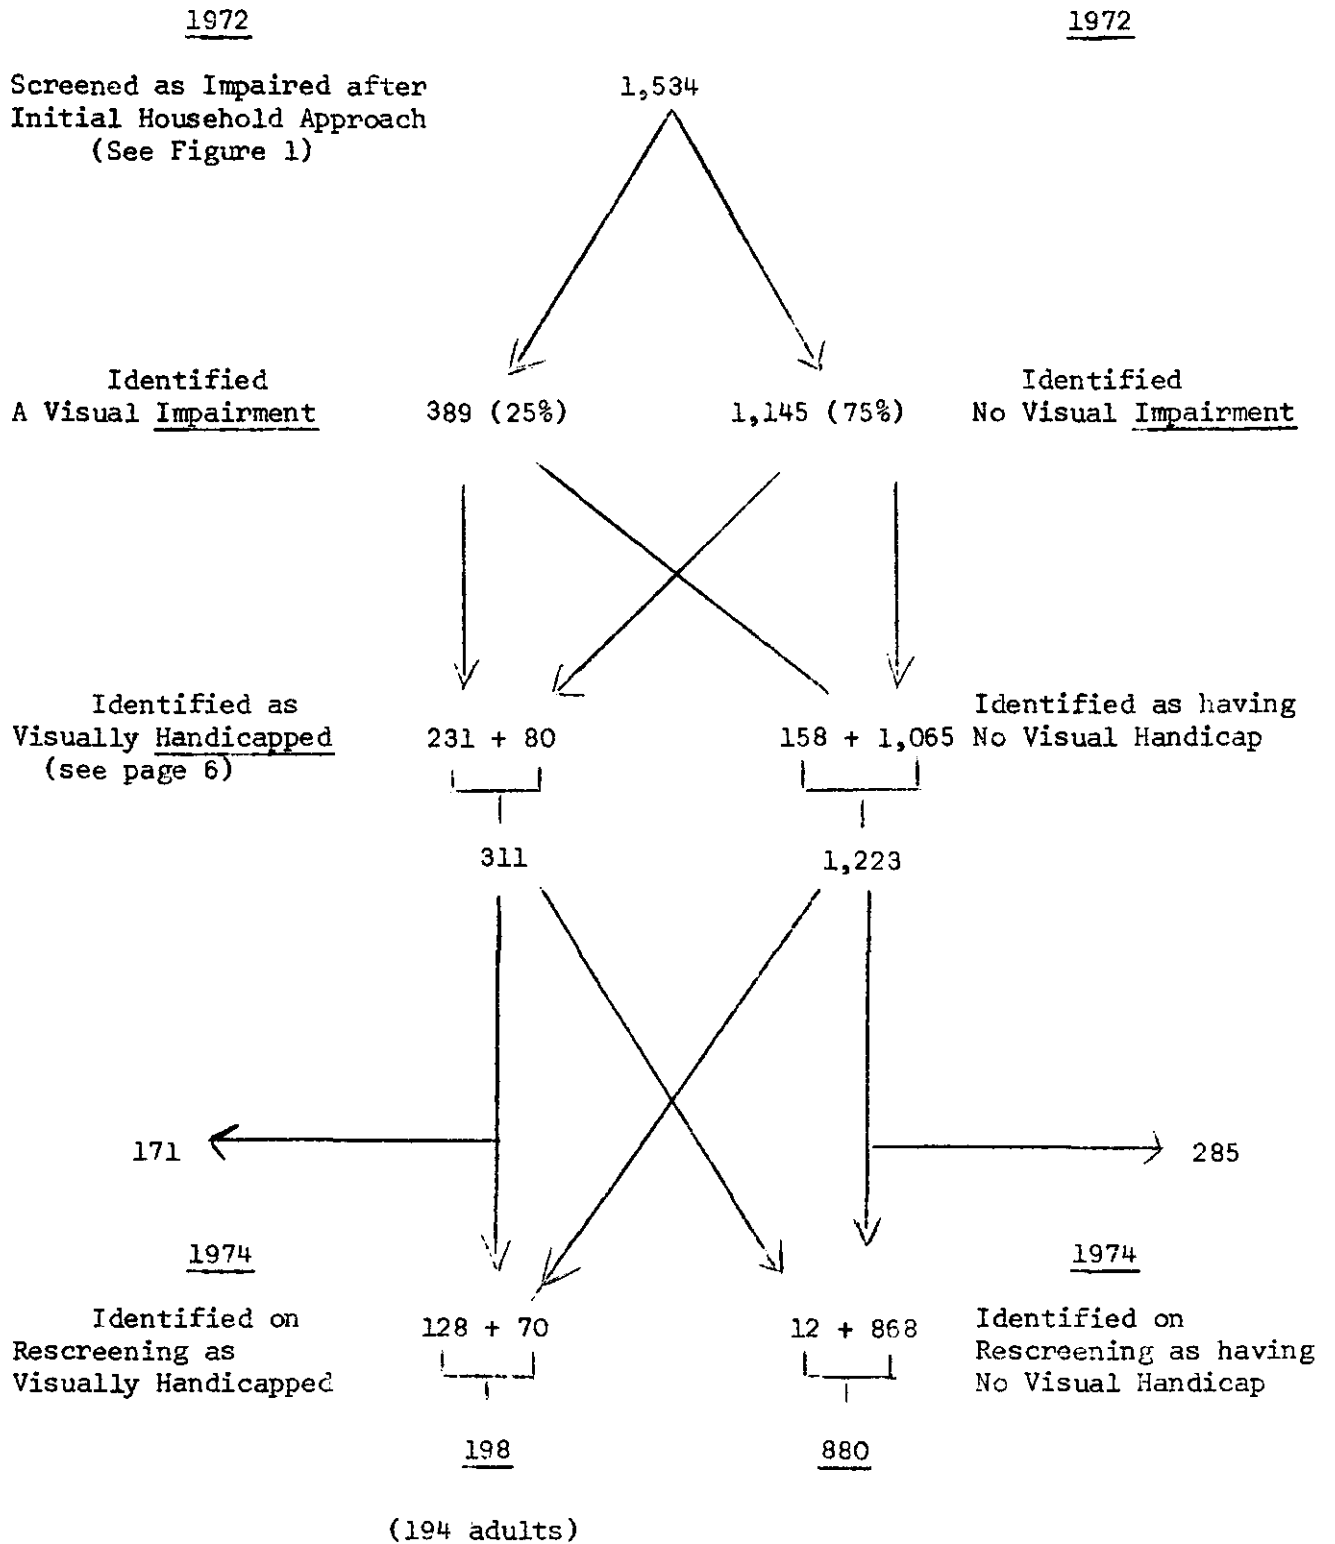 1972
1972
Screened as Impaired after
Initial Household Approach
(See Figure 1)
1,534
Identified
A Visual Impairment
389 (25%)
1,145 (75%)
Identified
No Visual Impairment
Identified as
Visually Handicapped
(see page 6)
231 + 80
158 + 1,065
Identified as having
No Visual Handicap
311
1,223
171
285
1974
1974
Identified on
Rescreening as
Visually Handicapped
128 + 70
12 + 868
Identified on
Rescreening as having
No Visual Handicap
198
880
(194 adults)